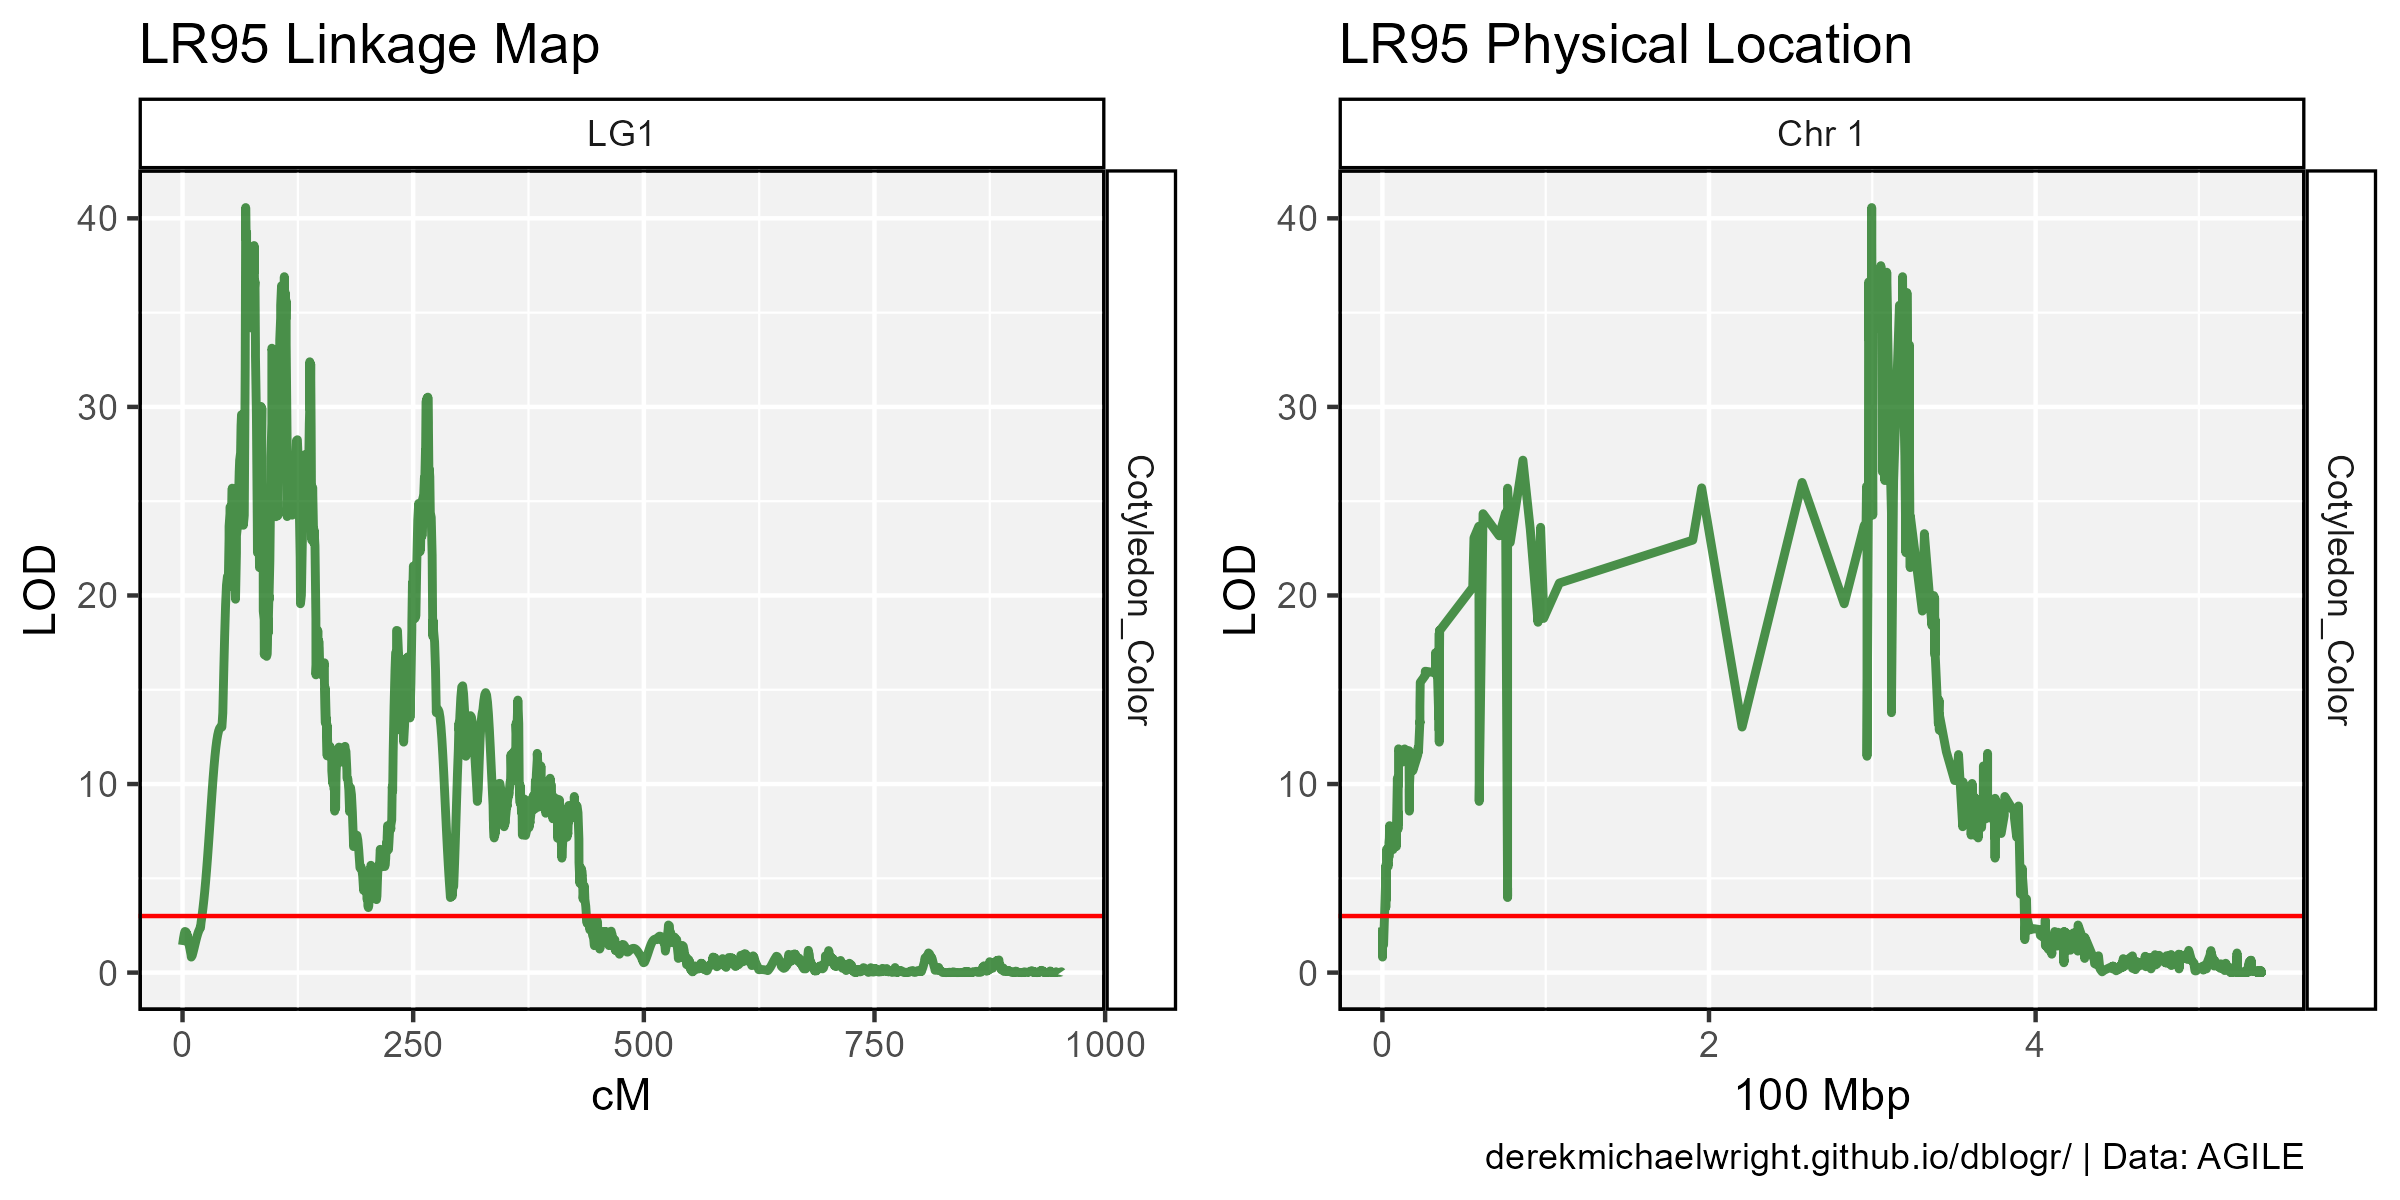 LR95 Linkage Map
LG1
40
30
20
10
0
LOD
Cotyledon_Color
0 250 500 750 1000
cM
LR95 Physical Location
Chr 1
40
30
20
10
0
LOD
Cotyledon_Color
0 2 4
100 Mbp
derekmichaelwright.github.io/dblogr/ | Data: AGILE